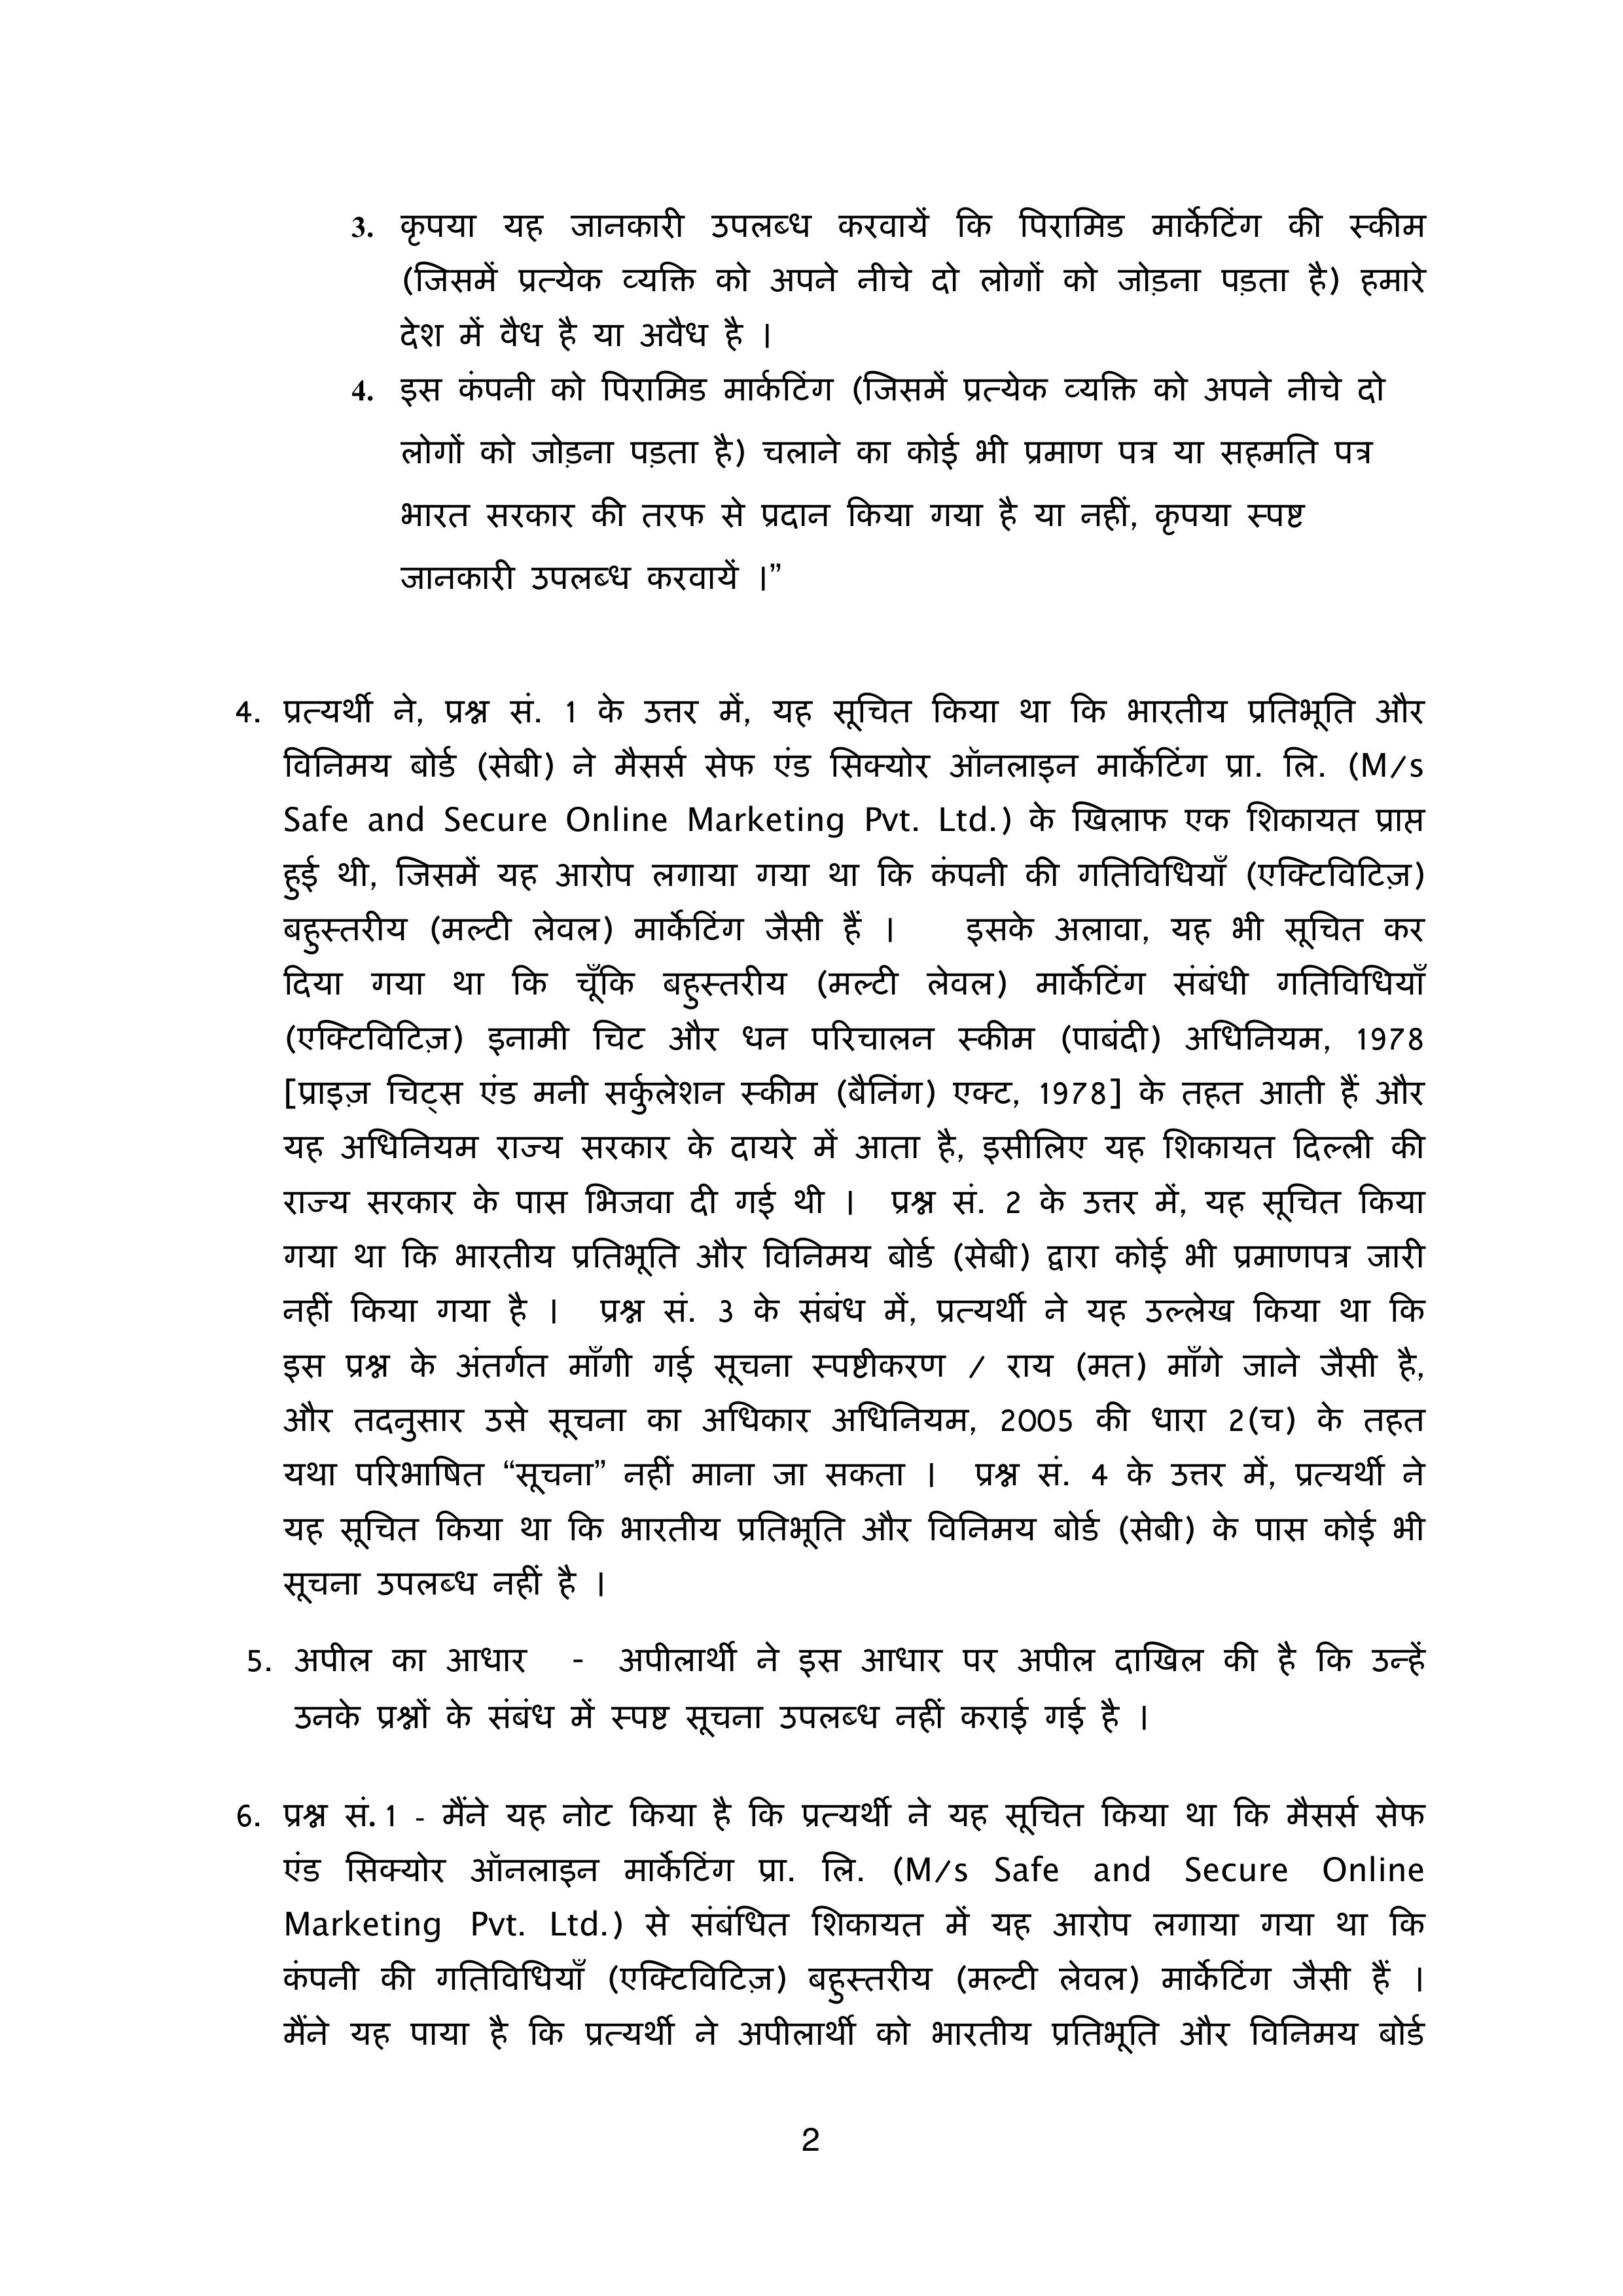 3. कृपया यह जानकारी उपलब्ध करवायें कि पिरामिड मार्केटिंग की स्कीम
(जिसमें प्रत्येक व्यक्ति को अपने नीचे दो लोगों को जोड़ना पड़ता है) हमारे
देश में वैध है या अवैध है ।
4. इस कंपनी को पिरामिड मार्कटिंग (जिसमें प्रत्येक व्यक्ति को अपने नीचे दो
लोगों को जोड़ना पड़ता है) चलाने का कोई भी प्रमाण पत्र या सहमति पत्र
भारत सरकार की तरफ से प्रदान किया गया है या नहीं, कृपया स्पष्ट
जानकारी उपलब्ध करवायें ।”
4. प्रत्यर्थी ने, प्रश्न सं. 1 के उत्तर में, यह सूचित किया था कि भारतीय प्रतिभूति और
विनिमय बोर्ड (सेबी) ने मैसर्स सेफ एंड सिक्योर ऑनलाइन मार्केटिंग प्रा. लि. (M/s
Safe and Secure Online Marketing Pvt. Ltd.) के खिलाफ एक शिकायत प्राप्त
हुई थी, जिसमें यह आरोप लगाया गया था कि कंपनी की गतिविधियाँ (एक्टिविटिज़)
बहुस्तरीय (मल्टी लेवल) मार्केटिंग जैसी हैं । इसके अलावा, यह भी सूचित कर
दिया गया था कि चूँकि बहुस्तरीय (मल्टी लेवल) मार्केटिंग संबंधी गतिविधियाँ
(एक्टिविटिज़) इनामी चिट और धन परिचालन स्कीम (पाबंदी) अधिनियम, 1978
[प्राइज़ चिट्स एंड मनी सर्कुलेशन स्कीम (बैनिंग) एक्ट, 1978] के तहत आती हैं और
यह अधिनियम राज्य सरकार के दायरे में आता है, इसीलिए यह शिकायत दिल्ली की
राज्य सरकार के पास भिजवा दी गई थी । प्रश्न सं. 2 के उत्तर में, यह सूचित किया
गया था कि भारतीय प्रतिभूति और विनिमय बोर्ड (सेबी) द्वारा कोई भी प्रमाणपत्र जारी
नहीं किया गया है । प्रश्न सं. 3 के संबंध में, प्रत्यर्थी ने यह उल्लेख किया था कि
इस प्रश्न के अंतर्गत माँगी गई सूचना स्पष्टीकरण / राय (मत) माँगे जाने जैसी है,
और तदनुसार उसे सूचना का अधिकार अधिनियम, 2005 की धारा 2(च) के तहत
यथा परिभाषित “सूचना” नहीं माना जा सकता । प्रश्न सं. 4 के उत्तर में, प्रत्यर्थी ने
यह सूचित किया था कि भारतीय प्रतिभूति और विनिमय बोर्ड (सेबी) के पास कोई भी
सूचना उपलब्ध नहीं है ।
5. अपील का आधार - अपीलार्थी ने इस आधार पर अपील दाखिल की है कि उन्हें
उनके प्रश्नों के संबंध में स्पष्ट सूचना उपलब्ध नहीं कराई गई है ।
6. प्रश्न सं. 1 - मैंने यह नोट किया है कि प्रत्यर्थी ने यह सूचित किया था कि मैसर्स सेफ
एंड सिक्योर ऑनलाइन मार्केटिंग प्रा. लि. (M/s Safe and Secure Online
Marketing Pvt. Ltd.) से संबंधित शिकायत में यह आरोप लगाया गया था कि
कंपनी की गतिविधियाँ (एक्टिविटिज़) बहुस्तरीय (मल्टी लेवल) मार्केटिंग जैसी हैं ।
मैंने यह पाया है कि प्रत्यर्थी ने अपीलार्थी को भारतीय प्रतिभूति और विनिमय बोर्ड
2